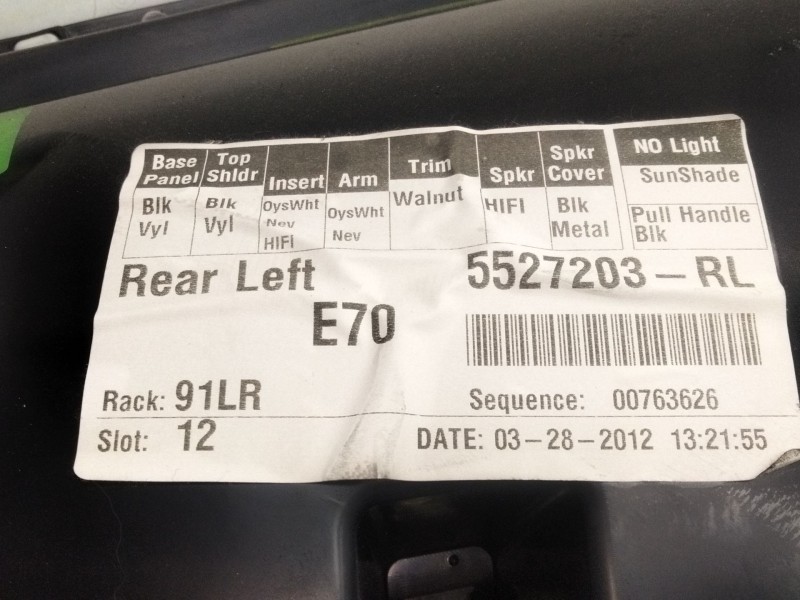 Base Panel Top Shldr Insert Arm Trim Spkr Spkr Cover NO Light
Blk Vyl Blk Vyl OysWht Nev HIFI OysWht Nev Walnut HIFI Blk Metal SunShade
Pull Handle Blk
Rear Left 5527203-RL
E70
Rack: 91LR Sequence: 00763626
Slot: 12 DATE: 03-28-2012 13:21:55